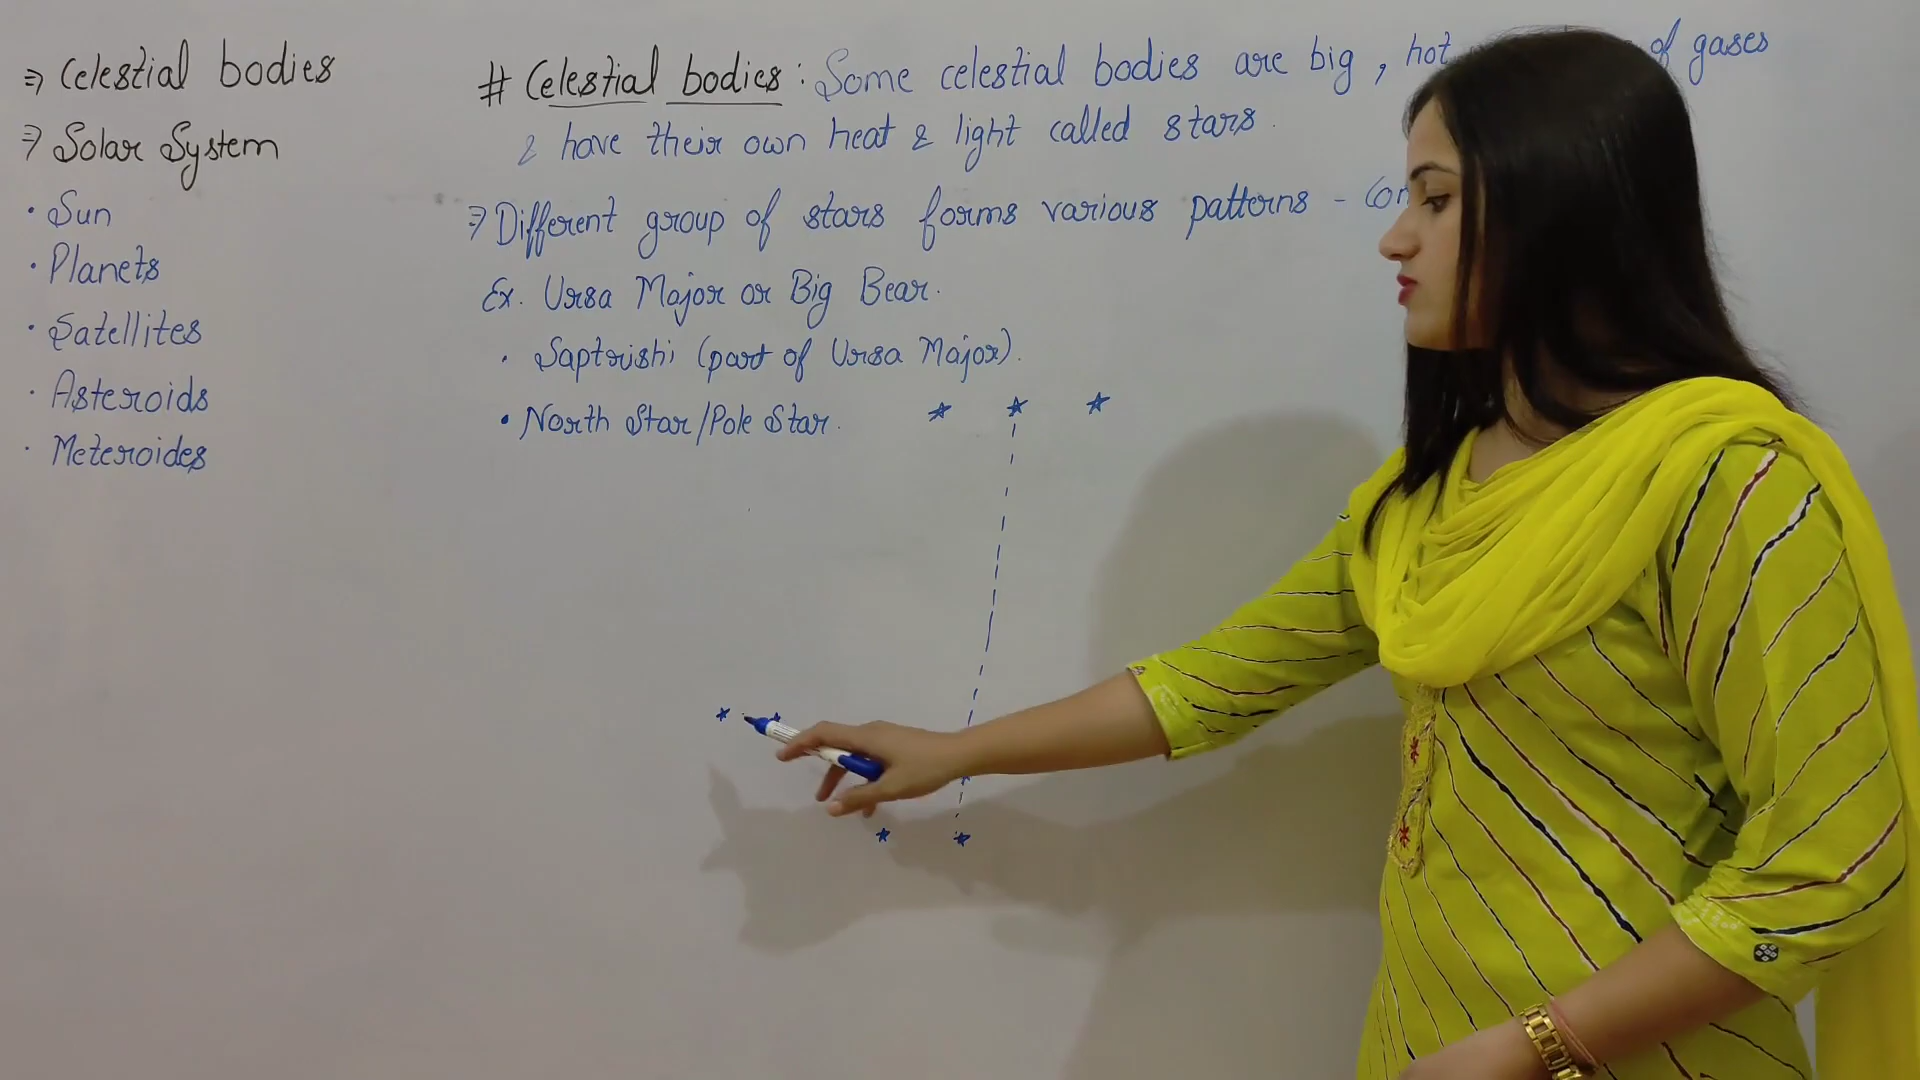 ⇒ Celestial bodies
⇒ Solar System
• Sun
• Planets
• Satellites
• Asteroids
• Meteroides
# Celestial bodies : Some celestial bodies are big , hot of gases
& have their own heat & light called stars.
⇒ Different group of stars forms various patterns -
Ex. Ursa Major or Big Bear.
• Saptrishi (part of Ursa Major).
• North Star/Pole Star.